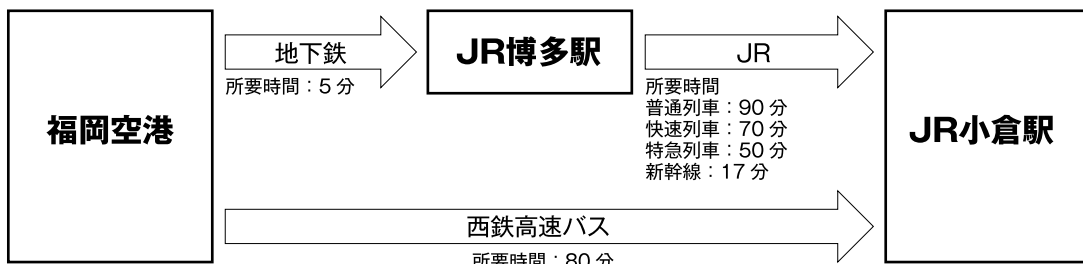 福岡空港
地下鉄
所要時間：5分
JR博多駅
JR
所要時間
普通列車：90分
快速列車：70分
特急列車：50分
新幹線：17分
JR小倉駅
西鉄高速バス
所要時間：80分